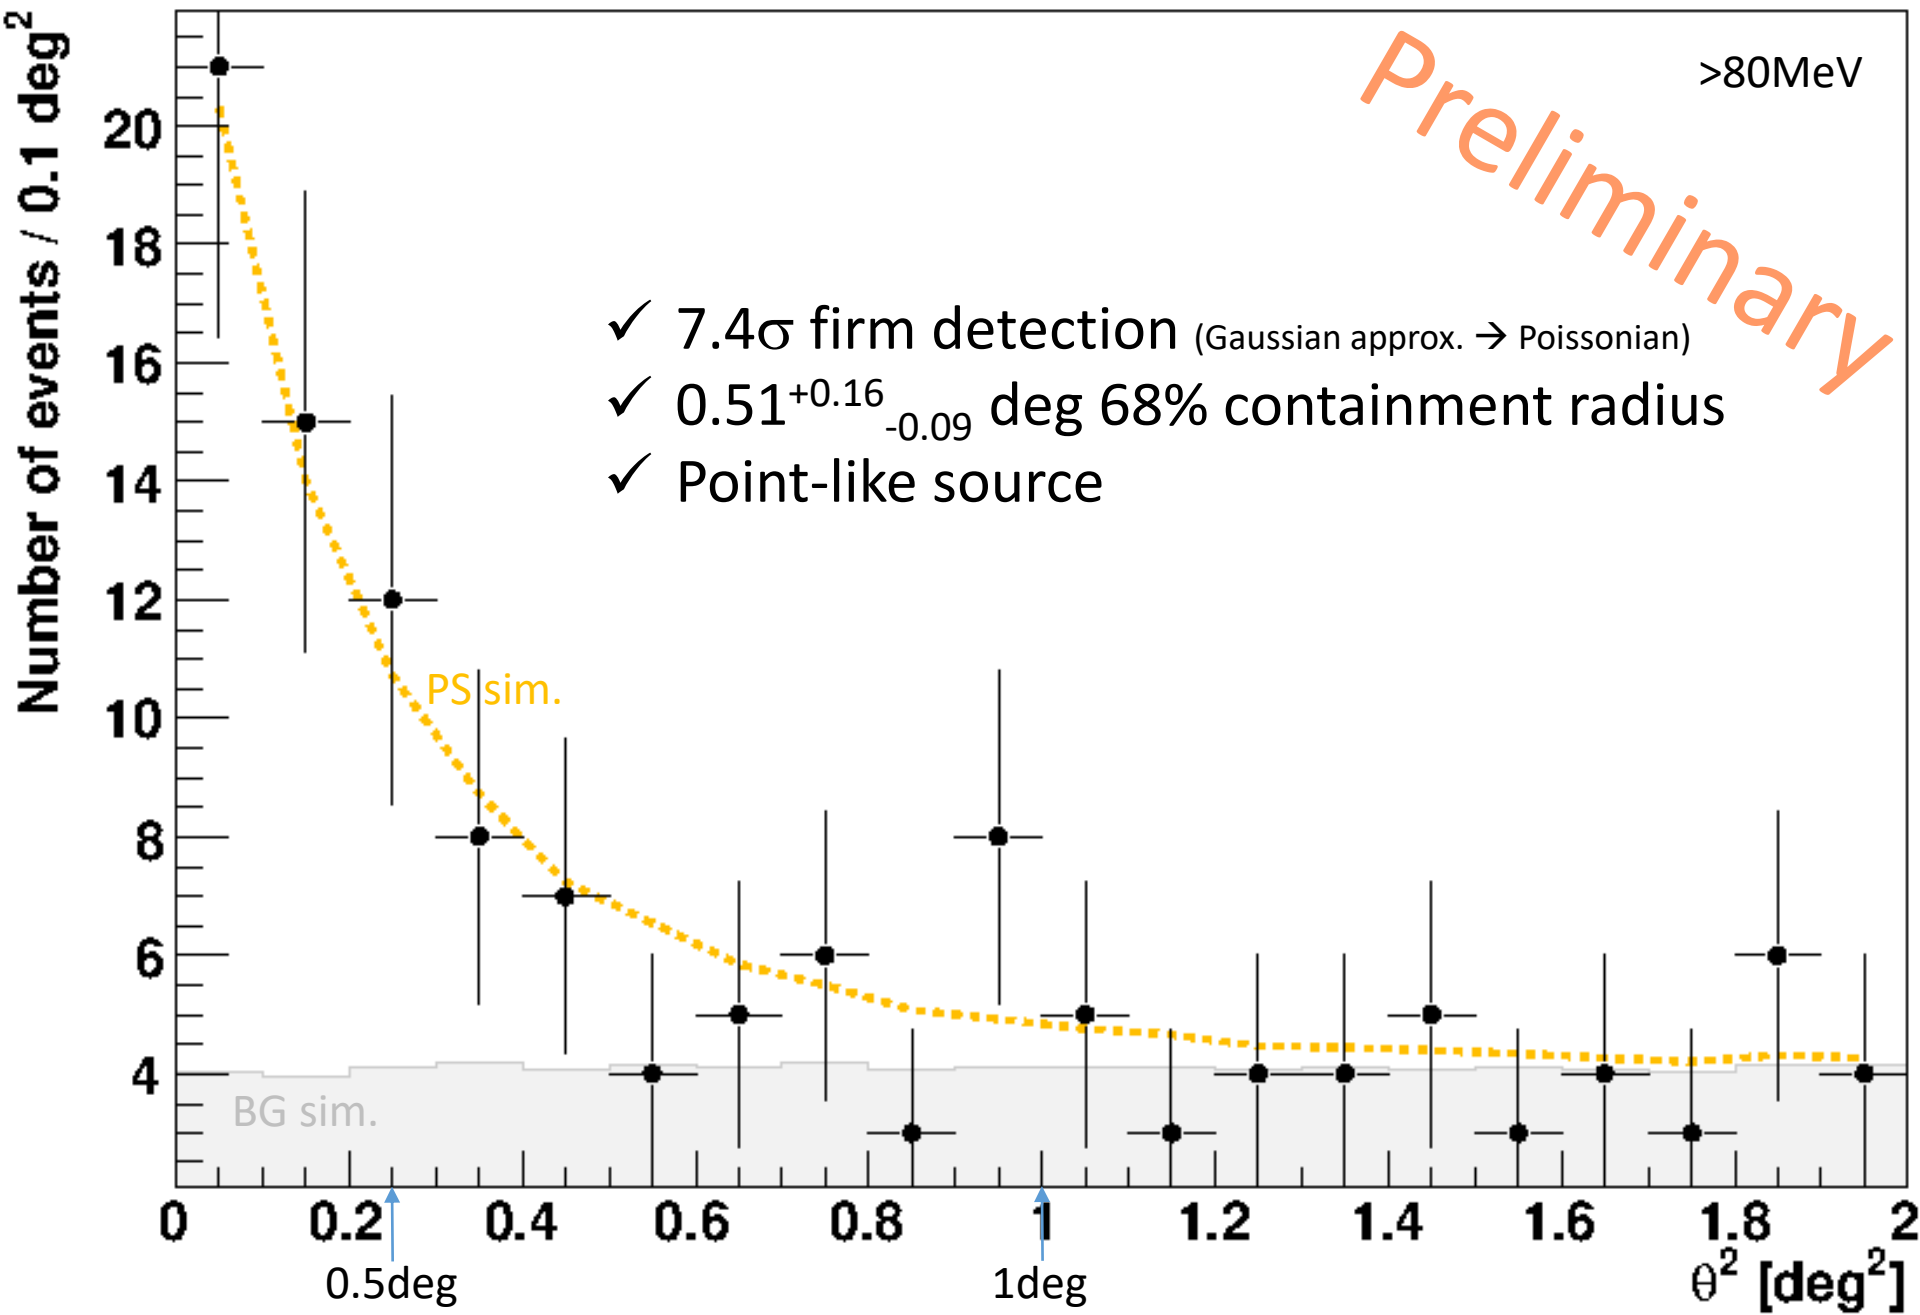 Number of events / 0.1 deg²
>80MeV
Preliminary
✓ 7.4σ firm detection (Gaussian approx. → Poissonian)
✓ 0.51+0.16-0.09 deg 68% containment radius
✓ Point-like source
PS sim.
BG sim.
20
18
16
14
12
10
8
6
4
0 0.2 0.4 0.6 0.8 1 1.2 1.4 1.6 1.8 2
0.5deg 1deg
θ² [deg²]